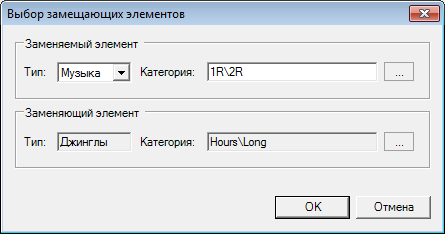 Выбор замещающих элементов
Заменяемый элемент
Тип: Музыка Категория: 1R\2R ...
Заменяющий элемент
Тип: Джинглы Категория: Hours\Long ...
OK Отмена